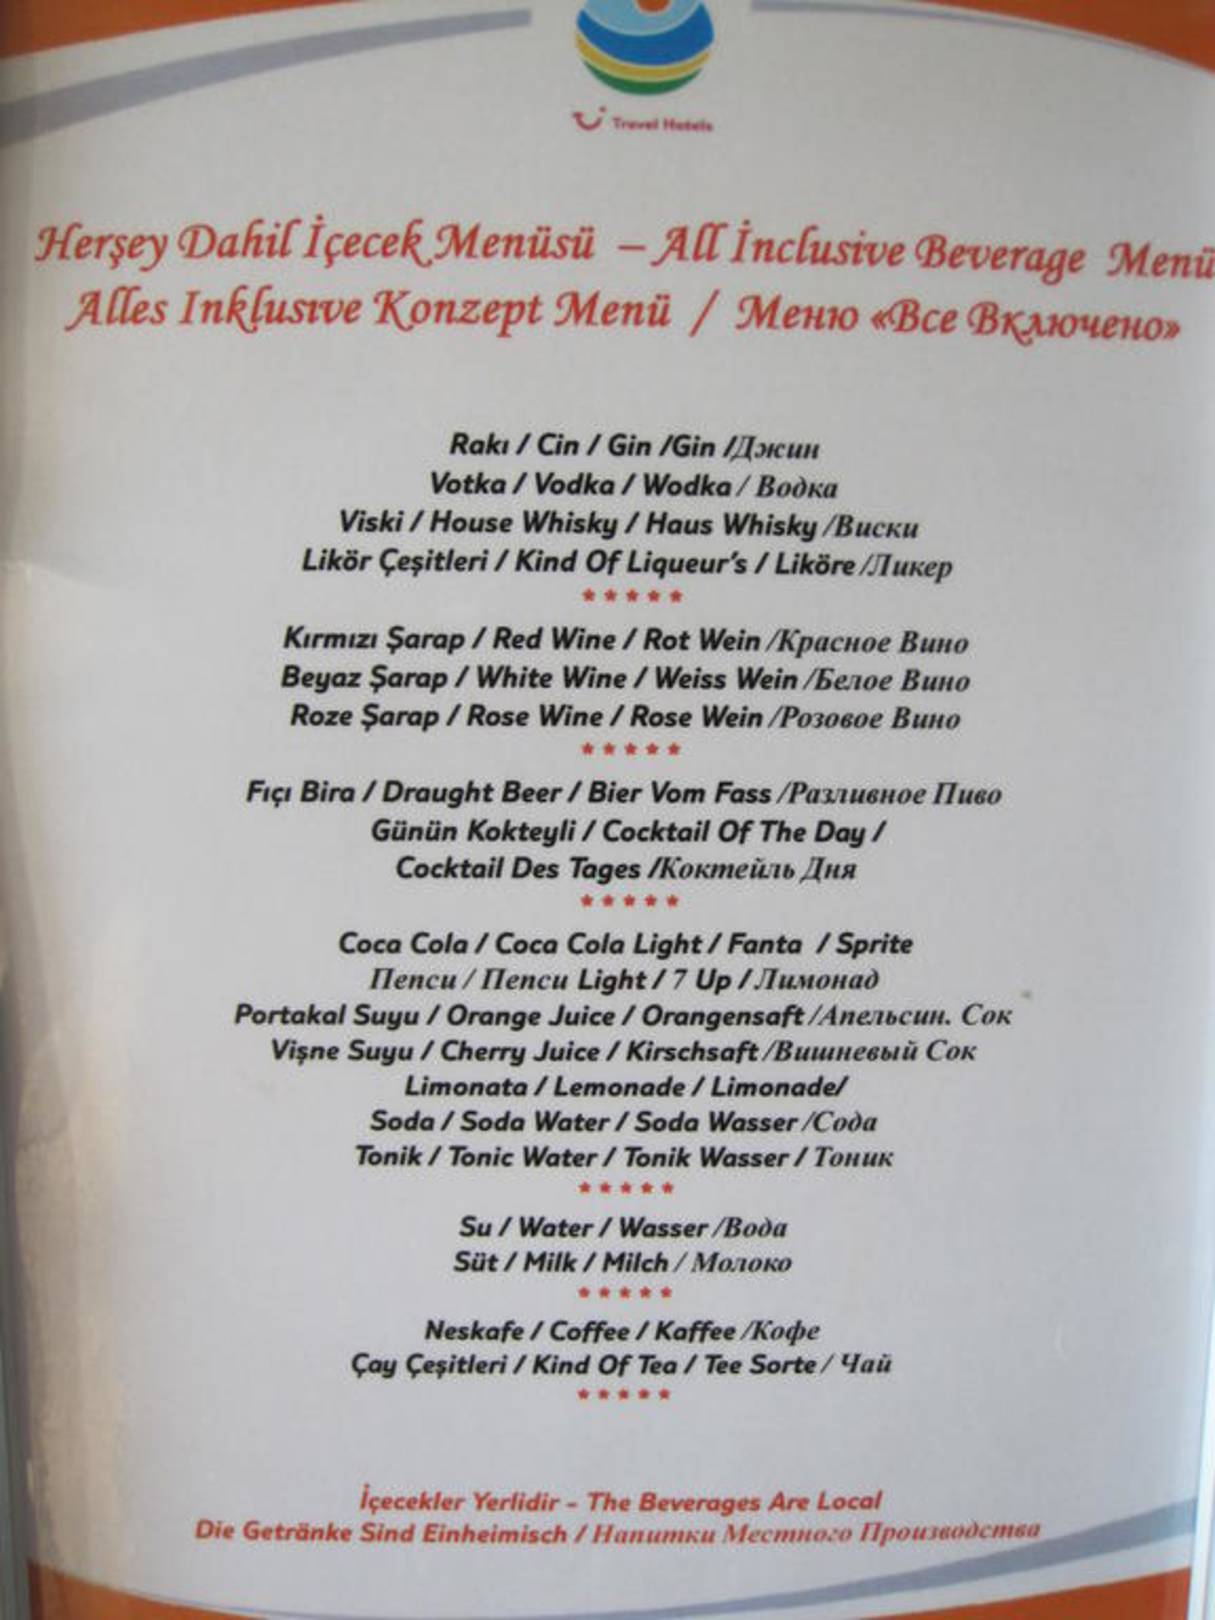 Travel Hotels
Herşey Dahil İçecek Menüsü – All İnclusive Beverage Menü
Alles Inklusıve Konzept Menü / Меню «Все Включено»
Rakı / Cin / Gin /Gin /Джин
Votka / Vodka / Wodka / Водка
Viski / House Whisky / Haus Whisky /Виски
Likör Çeşitleri / Kind Of Liqueur's / Liköre /Ликер
*****
Kırmızı Şarap / Red Wine / Rot Wein /Красное Вино
Beyaz Şarap / White Wine / Weiss Wein /Белое Вино
Roze Şarap / Rose Wine / Rose Wein /Розовое Вино
*****
Fıçı Bira / Draught Beer / Bier Vom Fass /Разливное Пиво
Günün Kokteyli / Cocktail Of The Day /
Cocktail Des Tages /Коктейль Дня
*****
Coca Cola / Coca Cola Light / Fanta / Sprite
Пепси / Пепси Light / 7 Up / Лимонад
Portakal Suyu / Orange Juice / Orangensaft /Апельсин. Сок
Vişne Suyu / Cherry Juice / Kirschsaft /Вишневый Сок
Limonata / Lemonade / Limonade/
Soda / Soda Water / Soda Wasser /Сода
Tonik / Tonic Water / Tonik Wasser / Тоник
*****
Su / Water / Wasser /Вода
Süt / Milk / Milch / Молоко
*****
Neskafe / Coffee / Kaffee /Кофе
Çay Çeşitleri / Kind Of Tea / Tee Sorte / Чай
*****
İçecekler Yerlidir - The Beverages Are Local
Die Getränke Sind Einheimisch / Напитки Местного Производства